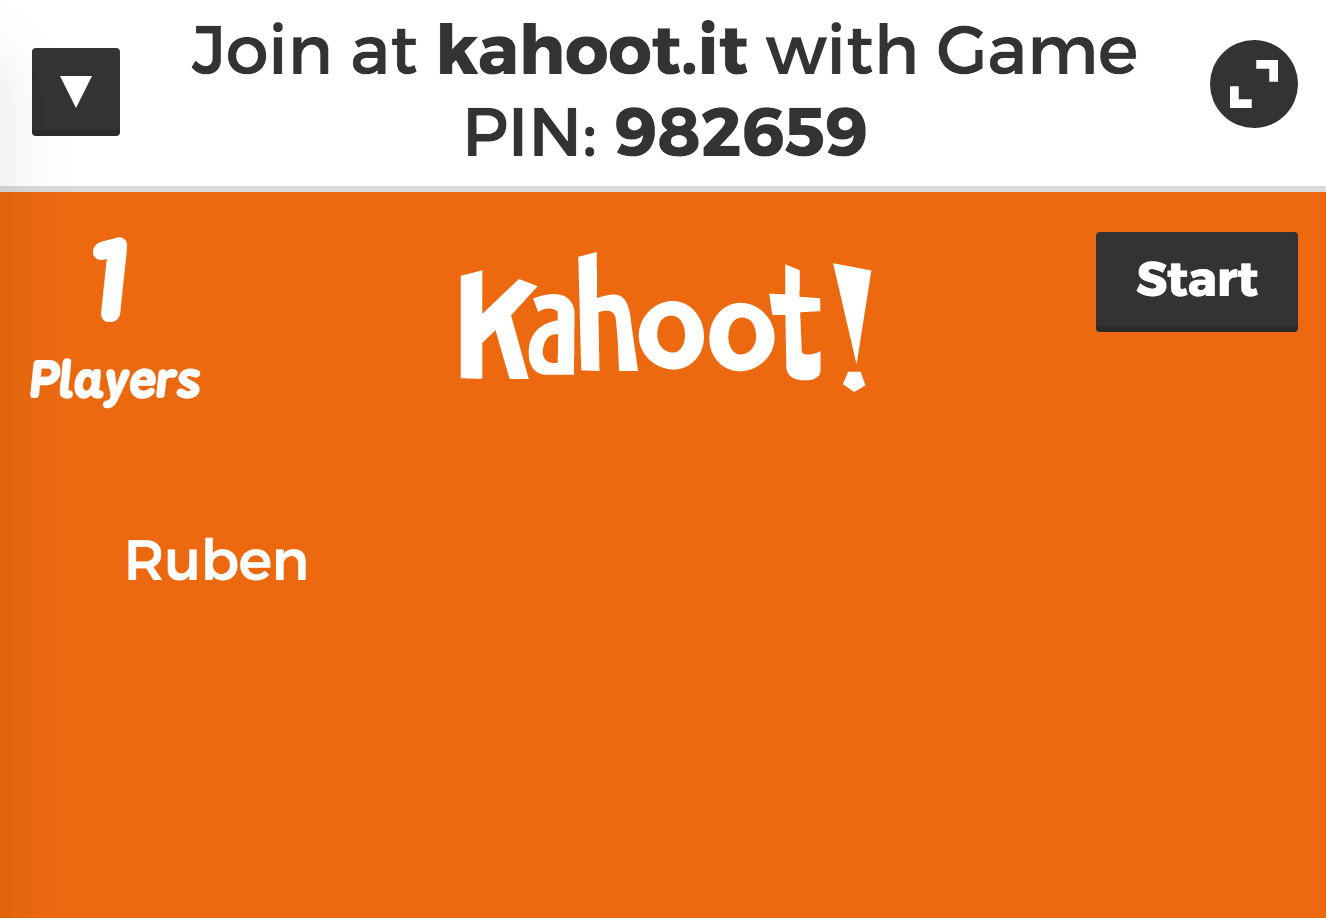 Join at kahoot.it with Game
PIN: 982659
1
Players
Kahoot!
Start
Ruben